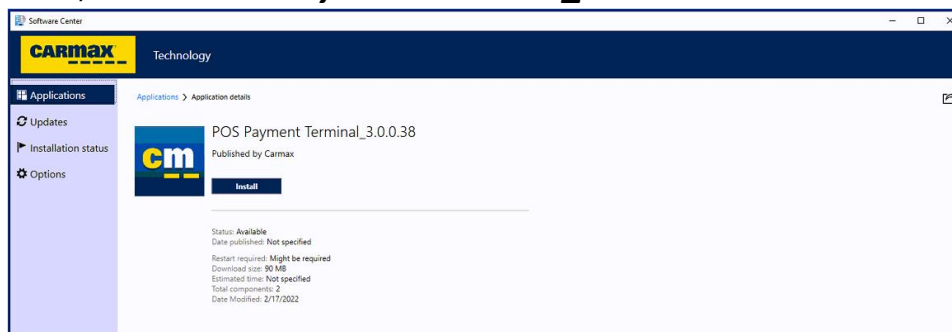 Software Center
CARMAX
Technology
Applications
Updates
Installation status
Options
Applications > Application details
cm
POS Payment Terminal_3.0.0.38
Published by Carmax
Install
Status: Available
Date published: Not specified
Restart required: Might be required
Download size: 90 MB
Estimated time: Not specified
Total components: 2
Date Modified: 2/17/2022